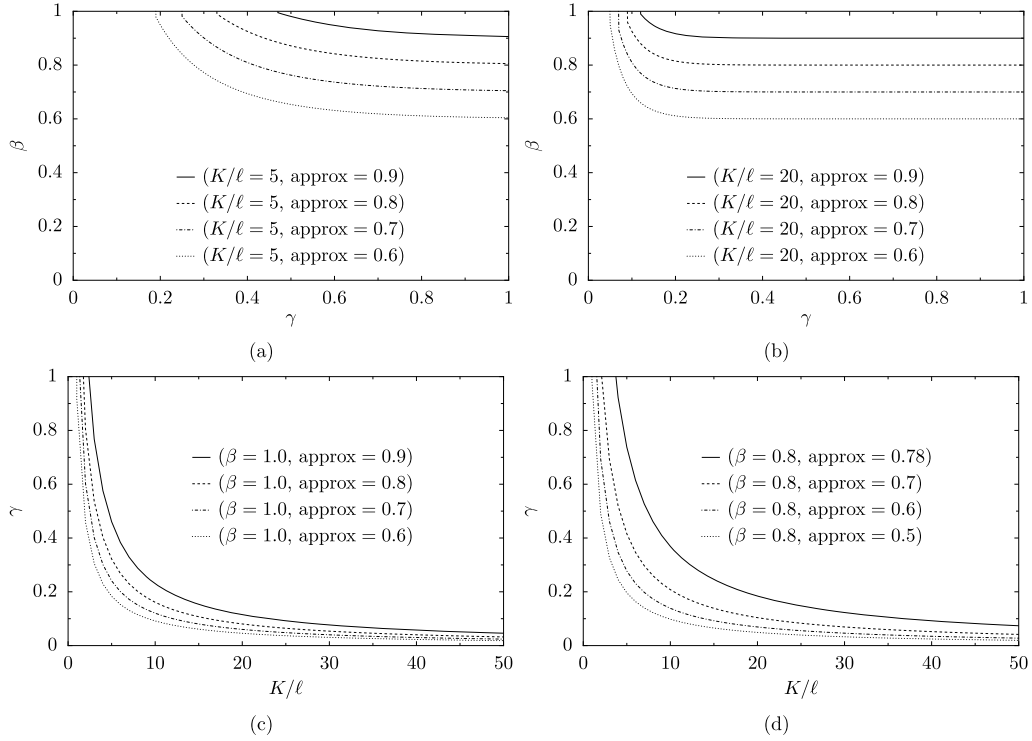 1
0.8
0.6
0.4
0.2
0
β
(K/ℓ = 5, approx = 0.9)
(K/ℓ = 5, approx = 0.8)
(K/ℓ = 5, approx = 0.7)
(K/ℓ = 5, approx = 0.6)
0 0.2 0.4 0.6 0.8 1
γ
(a)
1
0.8
0.6
0.4
0.2
0
β
(K/ℓ = 20, approx = 0.9)
(K/ℓ = 20, approx = 0.8)
(K/ℓ = 20, approx = 0.7)
(K/ℓ = 20, approx = 0.6)
0 0.2 0.4 0.6 0.8 1
γ
(b)
1
0.8
0.6
0.4
0.2
0
γ
(β = 1.0, approx = 0.9)
(β = 1.0, approx = 0.8)
(β = 1.0, approx = 0.7)
(β = 1.0, approx = 0.6)
0 10 20 30 40 50
K/ℓ
(c)
1
0.8
0.6
0.4
0.2
0
γ
(β = 0.8, approx = 0.78)
(β = 0.8, approx = 0.7)
(β = 0.8, approx = 0.6)
(β = 0.8, approx = 0.5)
0 10 20 30 40 50
K/ℓ
(d)